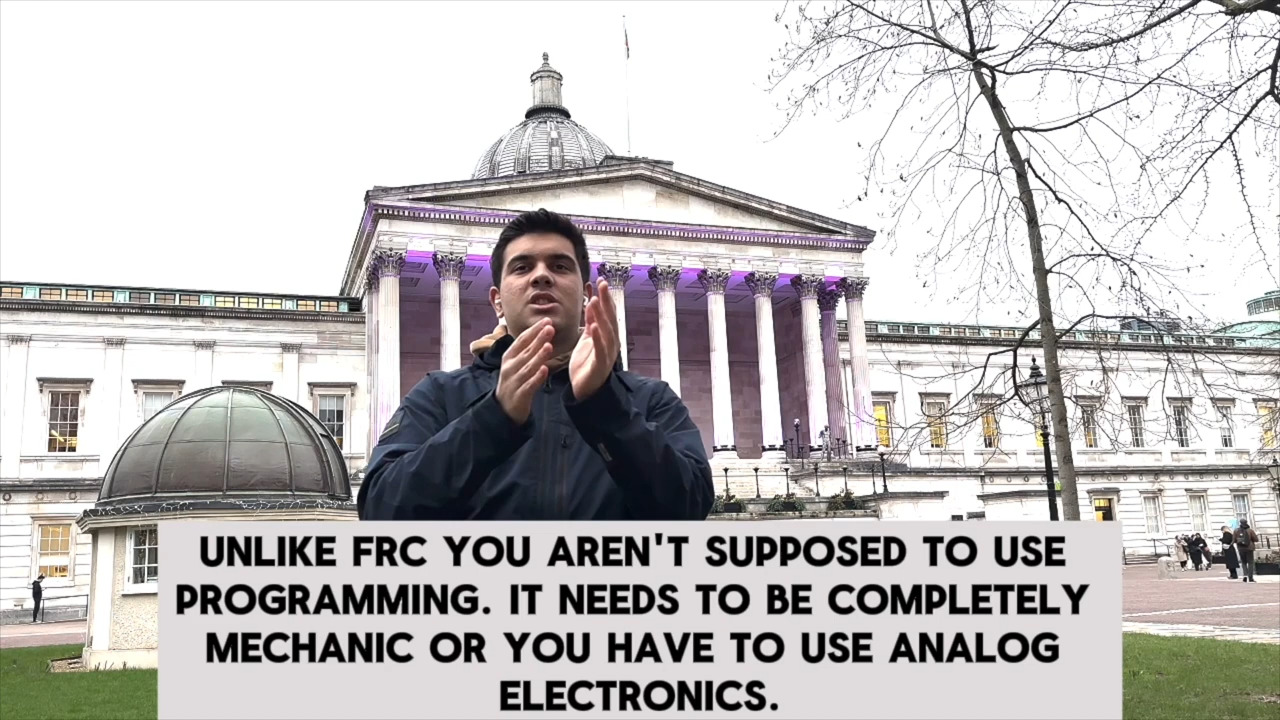 UNLIKE FRC YOU AREN'T SUPPOSED TO USE
PROGRAMMING. IT NEEDS TO BE COMPLETELY
MECHANIC OR YOU HAVE TO USE ANALOG
ELECTRONICS.